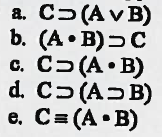 a. C⊃(A∨B)
b. (A•B)⊃C
c. C⊃(A•B)
d. C⊃(A⊃B)
e. C≡(A•B)